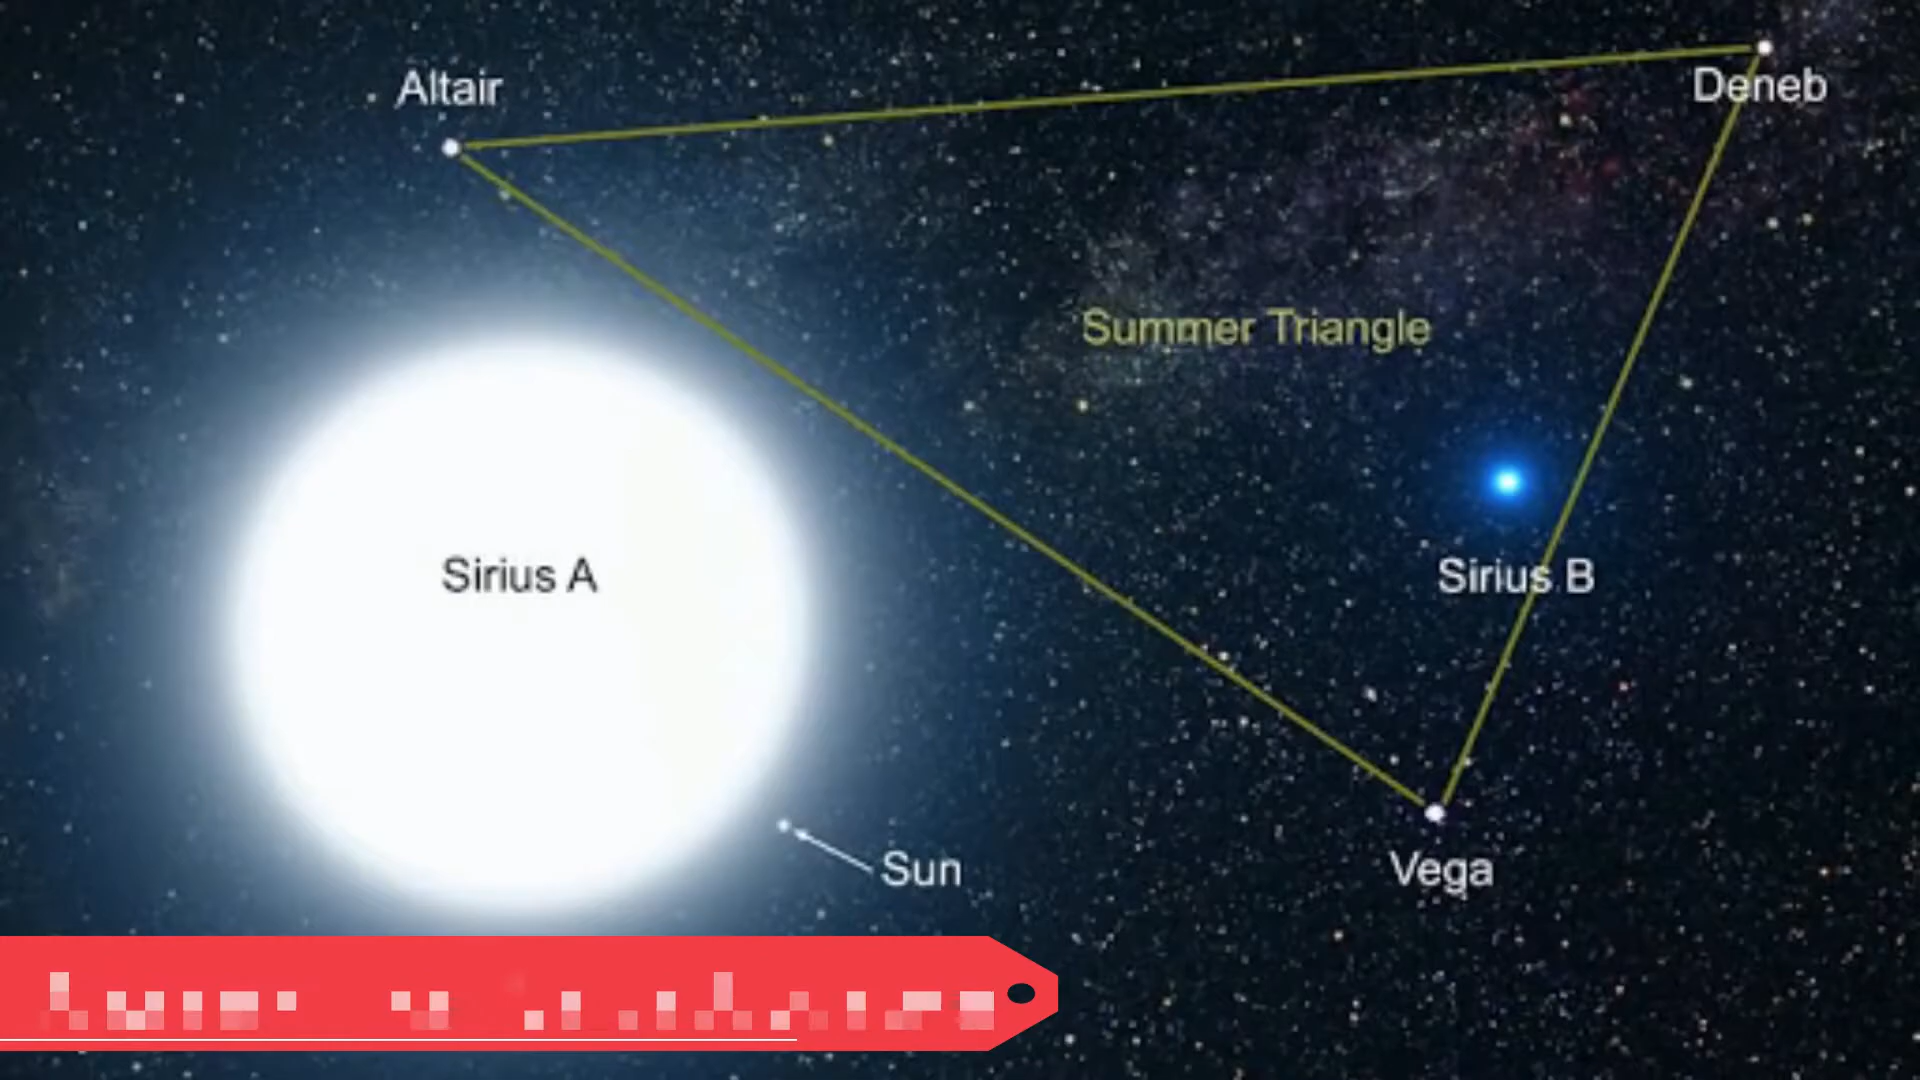 Altair
Deneb
Summer Triangle
Sirius A
Sirius B
Sun
Vega